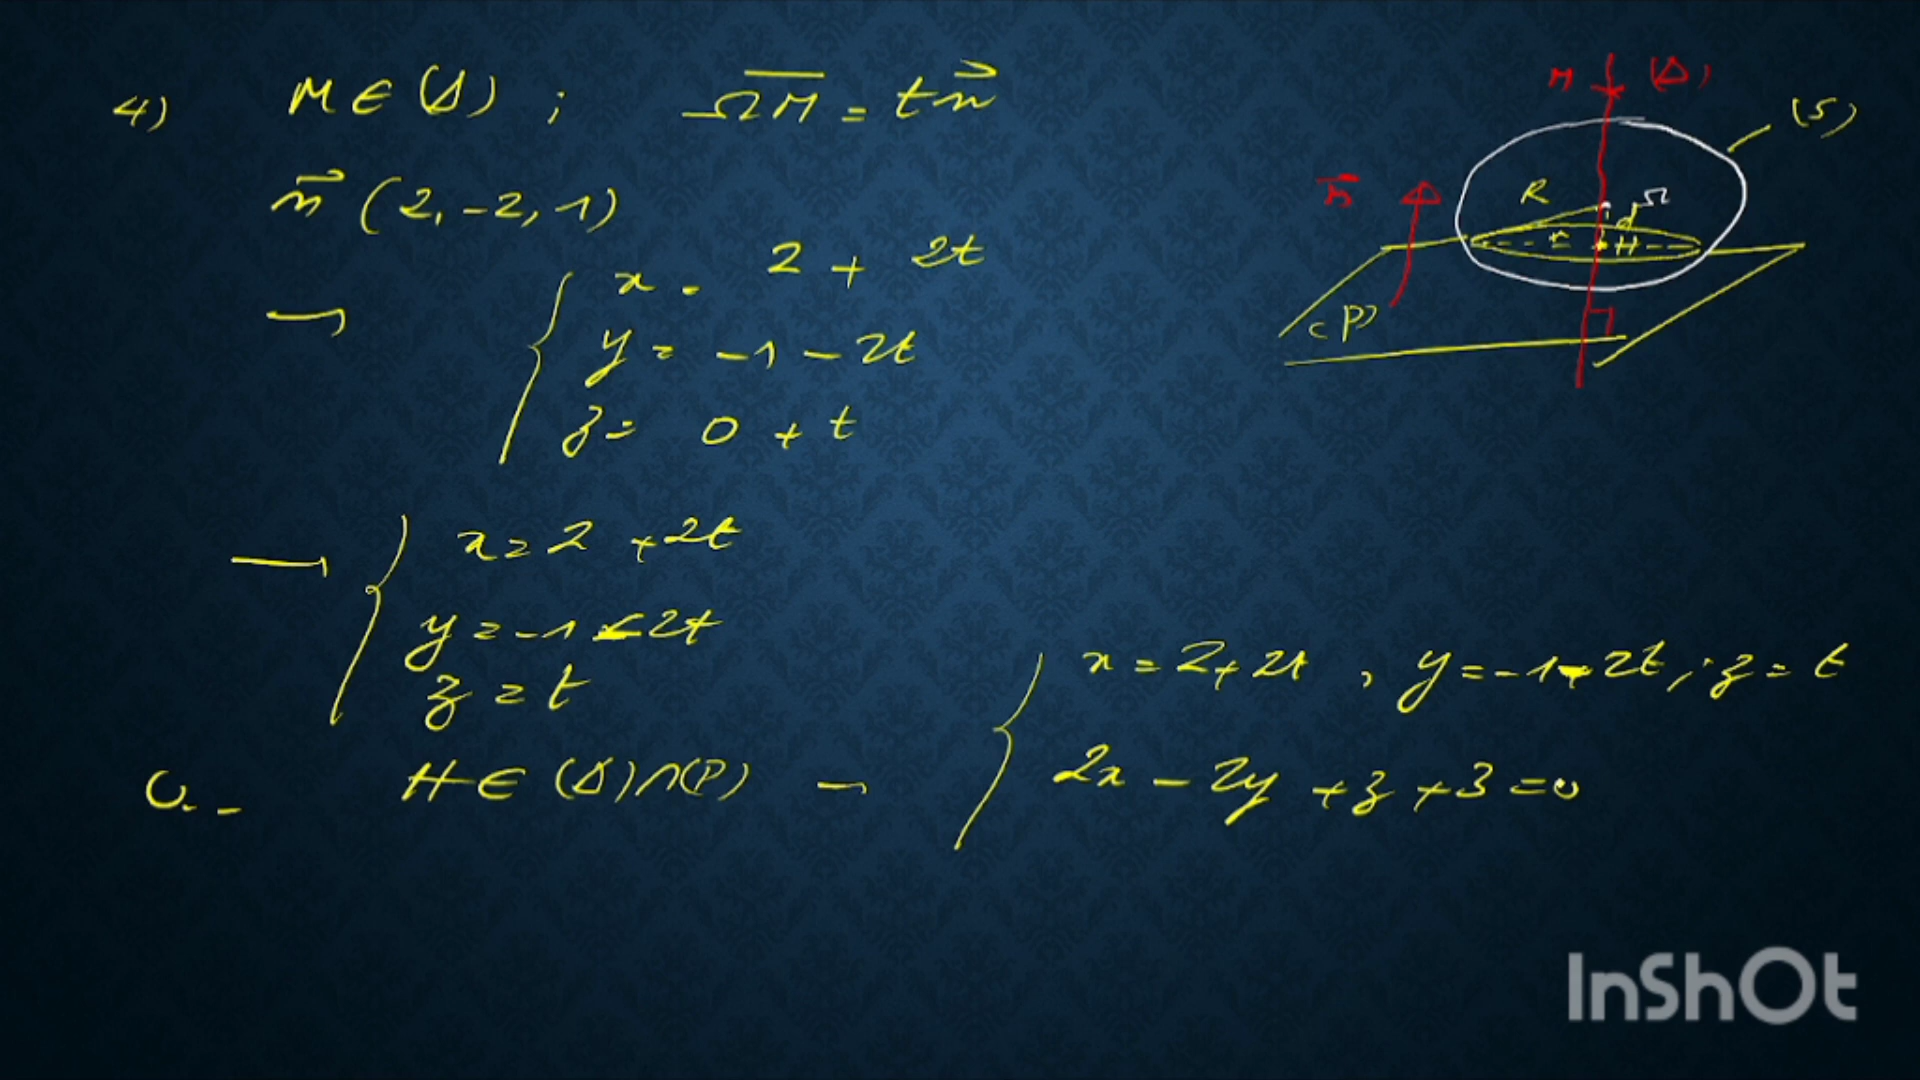 4) M ∈ (Δ) ; ΩM = t n⃗
n⃗ (2, -2, 1)
x = 2 + 2t
y = -1 - 2t
z = 0 + t
x = 2 + 2t
y = -1 - 2t
z = t
H ∈ (Δ) ∩ (P)
x = 2 + 2t , y = -1 - 2t , z = t
2x - 2y + z + 3 = 0
M (Δ)
(S)
n⃗
R
Ω
d
r
H
(P)
InShOt